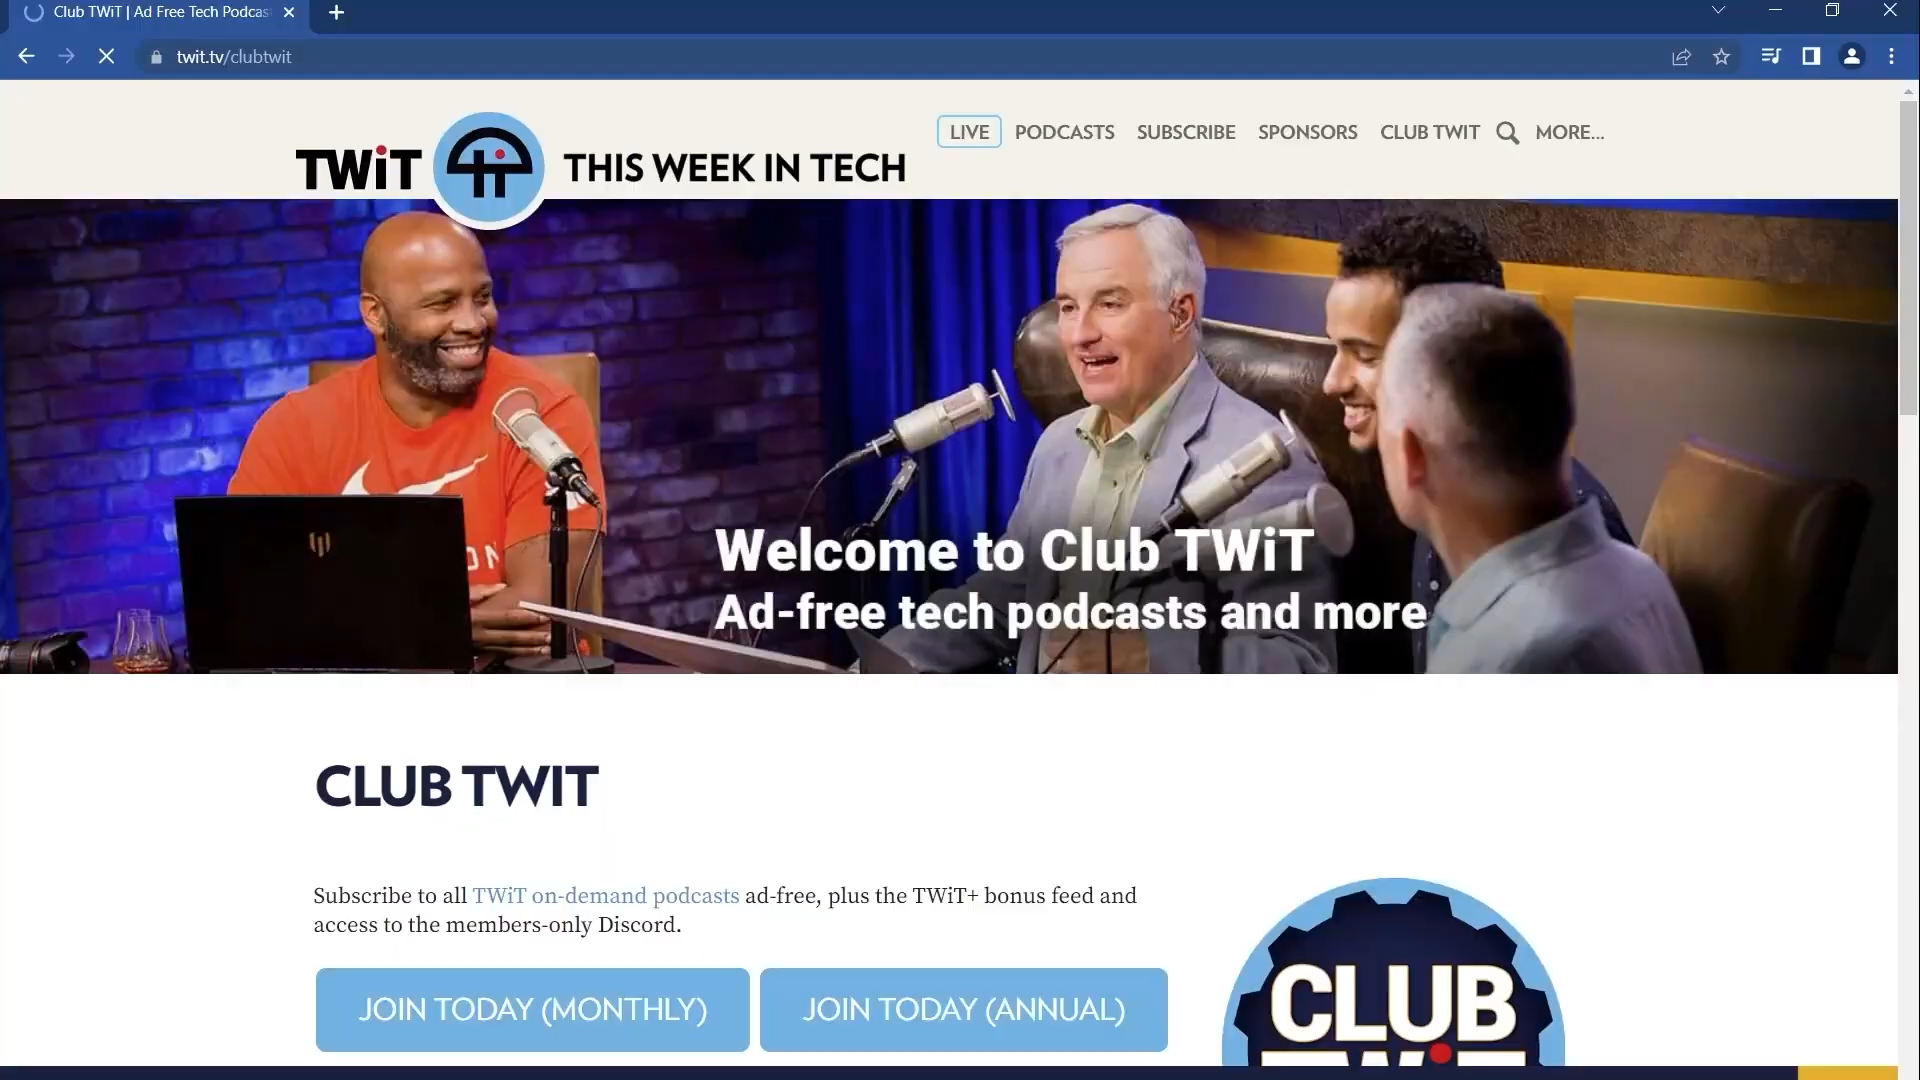 Club TWiT | Ad Free Tech Podcas
twit.tv/clubtwit
TWiT
THIS WEEK IN TECH
LIVE PODCASTS SUBSCRIBE SPONSORS CLUB TWIT MORE...
Welcome to Club TWiT
Ad-free tech podcasts and more
CLUB TWIT
Subscribe to all TWiT on-demand podcasts ad-free, plus the TWiT+ bonus feed and
access to the members-only Discord.
JOIN TODAY (MONTHLY) JOIN TODAY (ANNUAL)
CLUB
TWiT